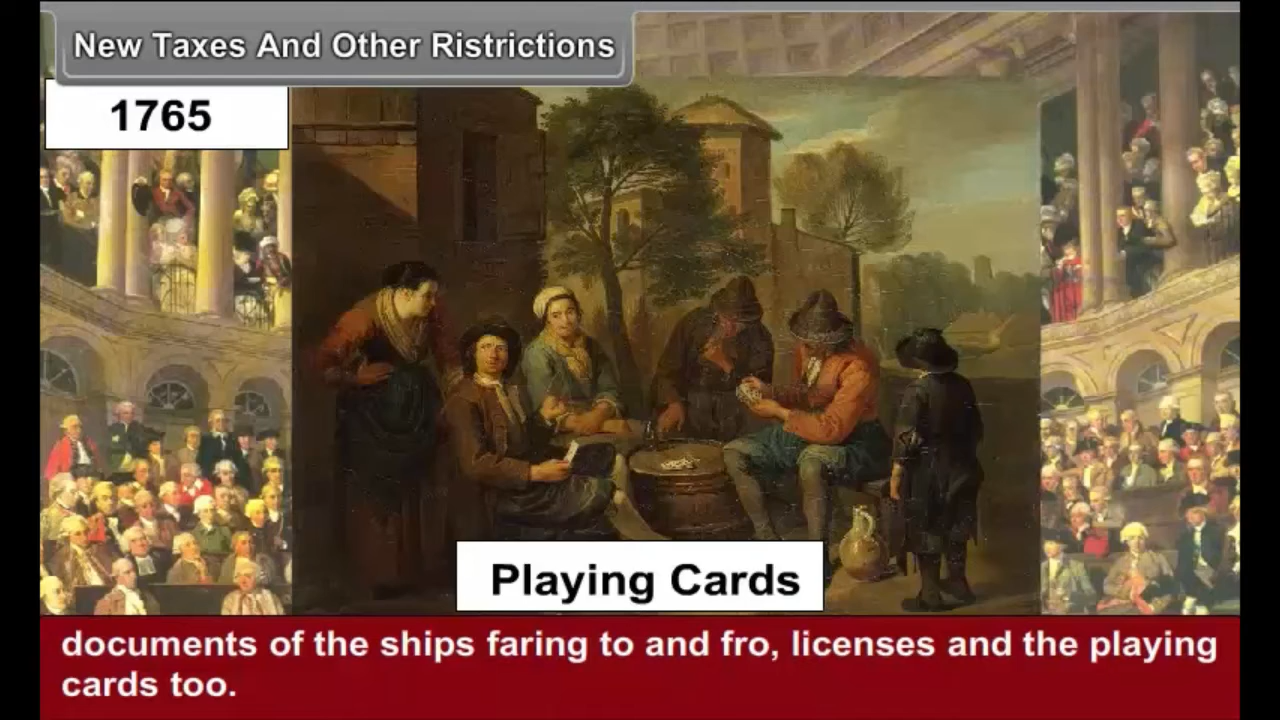 New Taxes And Other Ristrictions
1765
Playing Cards
documents of the ships faring to and fro, licenses and the playing
cards too.